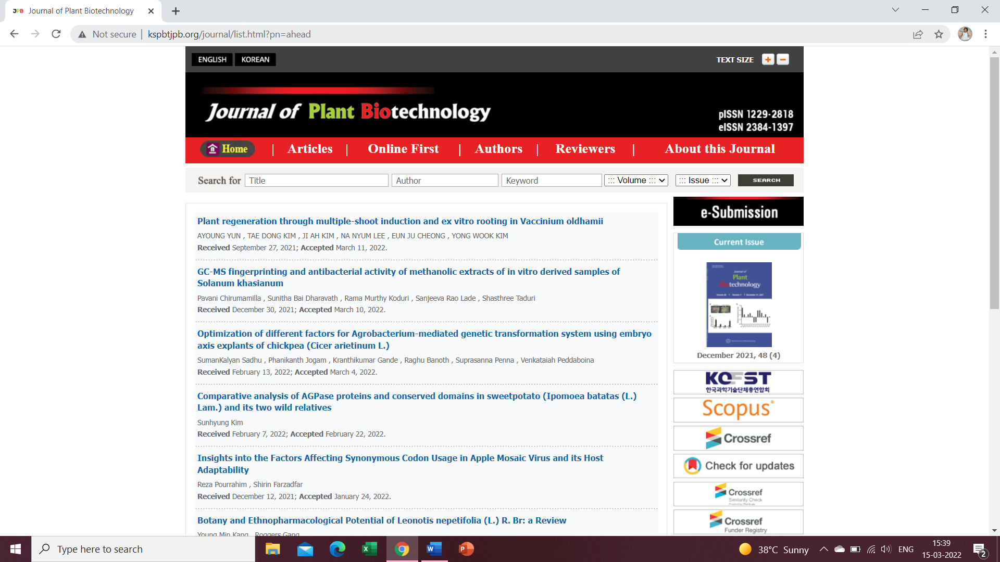 JPB Journal of Plant Biotechnology
Not secure | kspbtjpb.org/journal/list.html?pn=ahead
ENGLISH KOREAN TEXT SIZE + −
Journal of Plant Biotechnology
pISSN 1229-2818
eISSN 2384-1397
Home | Articles | Online First | Authors | Reviewers | About this Journal
Search for Title Author Keyword ::: Volume ::: ::: Issue ::: SEARCH
Plant regeneration through multiple-shoot induction and ex vitro rooting in Vaccinium oldhamii
AYOUNG YUN , TAE DONG KIM , JI AH KIM , NA NYUM LEE , EUN JU CHEONG , YONG WOOK KIM
Received September 27, 2021; Accepted March 11, 2022.
GC-MS fingerprinting and antibacterial activity of methanolic extracts of in vitro derived samples of
Solanum khasianum
Pavani Chirumamilla , Sunitha Bai Dharavath , Rama Murthy Koduri , Sanjeeva Rao Lade , Shasthree Taduri
Received December 30, 2021; Accepted March 10, 2022.
Optimization of different factors for Agrobacterium-mediated genetic transformation system using embryo
axis explants of chickpea (Cicer arietinum L.)
SumanKalyan Sadhu , Phanikanth Jogam , Kranthikumar Gande , Raghu Banoth , Suprasanna Penna , Venkataiah Peddaboina
Received February 13, 2022; Accepted March 4, 2022.
Comparative analysis of AGPase proteins and conserved domains in sweetpotato (Ipomoea batatas (L.)
Lam.) and its two wild relatives
Sunhyung Kim
Received February 7, 2022; Accepted February 22, 2022.
Insights into the Factors Affecting Synonymous Codon Usage in Apple Mosaic Virus and its Host
Adaptability
Reza Pourrahim , Shirin Farzadfar
Received December 12, 2021; Accepted January 24, 2022.
Botany and Ethnopharmacological Potential of Leonotis nepetifolia (L.) R. Br: a Review
Young Min Kang , Roggers Gang
e-Submission
Current Issue
Journal of
Plant
Biotechnology
December 2021, 48 (4)
KOFST
한국과학기술단체총연합회
Scopus®
Crossref
Check for updates
Crossref
Similarity Check
Crossref
Funder Registry
Type here to search
38°C Sunny
ENG
15:39
15-03-2022
2